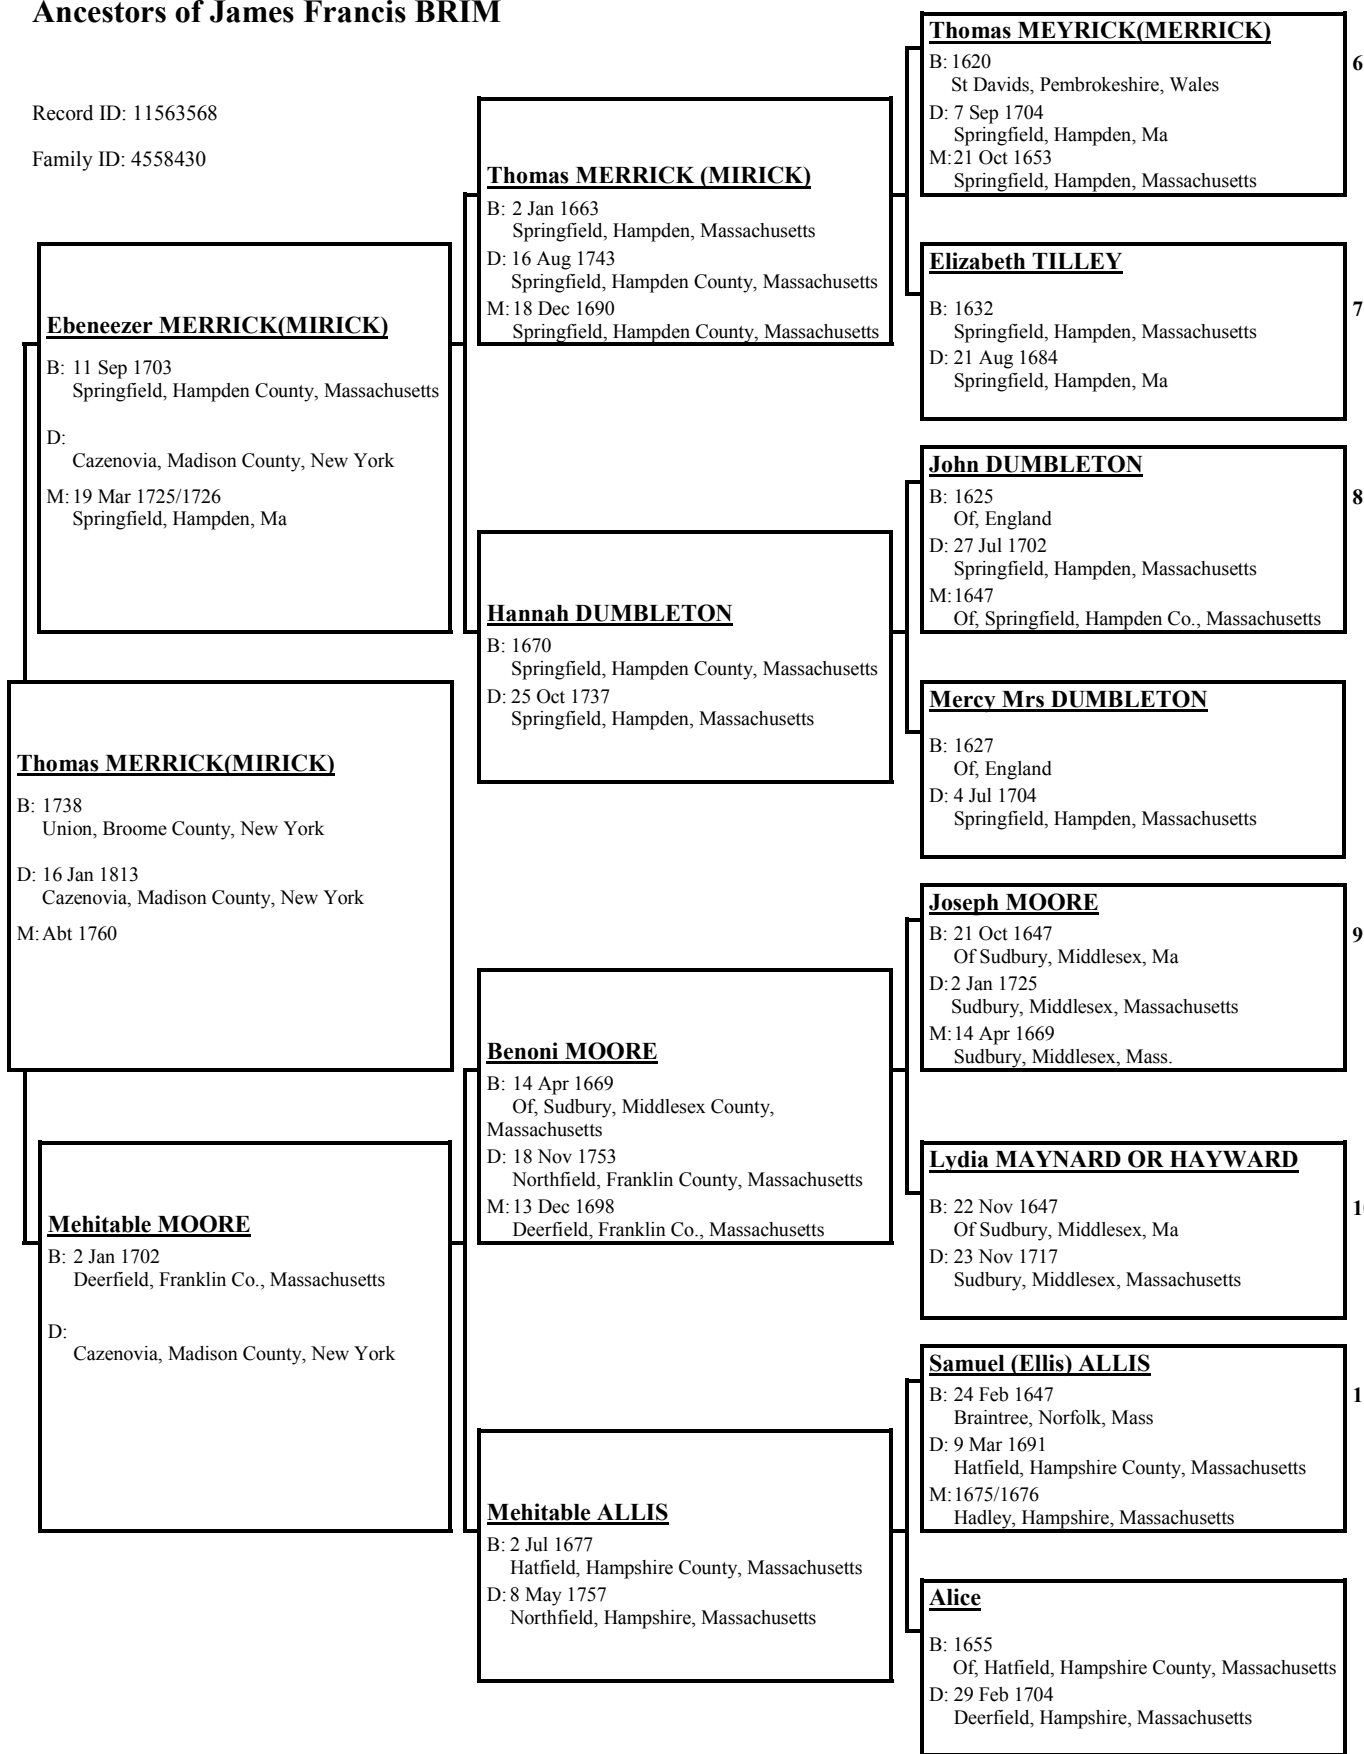 Ancestors of James Francis BRIM
Record ID: 11563568
Family ID: 4558430
Ebeneezer MERRICK(MIRICK)
B: 11 Sep 1703
Springfield, Hampden County, Massachusetts
D:
Cazenovia, Madison County, New York
M: 19 Mar 1725/1726
Springfield, Hampden, Ma
Thomas MERRICK(MIRICK)
B: 1738
Union, Broome County, New York
D: 16 Jan 1813
Cazenovia, Madison County, New York
M: Abt 1760
Mehitable MOORE
B: 2 Jan 1702
Deerfield, Franklin Co., Massachusetts
D:
Cazenovia, Madison County, New York
Thomas MERRICK (MIRICK)
B: 2 Jan 1663
Springfield, Hampden, Massachusetts
D: 16 Aug 1743
Springfield, Hampden County, Massachusetts
M: 18 Dec 1690
Springfield, Hampden County, Massachusetts
Hannah DUMBLETON
B: 1670
Springfield, Hampden County, Massachusetts
D: 25 Oct 1737
Springfield, Hampden, Massachusetts
Benoni MOORE
B: 14 Apr 1669
Of, Sudbury, Middlesex County,
Massachusetts
D: 18 Nov 1753
Northfield, Franklin County, Massachusetts
M: 13 Dec 1698
Deerfield, Franklin Co., Massachusetts
Mehitable ALLIS
B: 2 Jul 1677
Hatfield, Hampshire County, Massachusetts
D: 8 May 1757
Northfield, Hampshire, Massachusetts
Thomas MEYRICK(MERRICK)
B: 1620
St Davids, Pembrokeshire, Wales
D: 7 Sep 1704
Springfield, Hampden, Ma
M: 21 Oct 1653
Springfield, Hampden, Massachusetts
6
Elizabeth TILLEY
B: 1632
Springfield, Hampden, Massachusetts
D: 21 Aug 1684
Springfield, Hampden, Ma
7
John DUMBLETON
B: 1625
Of, England
D: 27 Jul 1702
Springfield, Hampden, Massachusetts
M: 1647
Of, Springfield, Hampden Co., Massachusetts
8
Mercy Mrs DUMBLETON
B: 1627
Of, England
D: 4 Jul 1704
Springfield, Hampden, Massachusetts
Joseph MOORE
B: 21 Oct 1647
Of Sudbury, Middlesex, Ma
D: 2 Jan 1725
Sudbury, Middlesex, Massachusetts
M: 14 Apr 1669
Sudbury, Middlesex, Mass.
9
Lydia MAYNARD OR HAYWARD
B: 22 Nov 1647
Of Sudbury, Middlesex, Ma
D: 23 Nov 1717
Sudbury, Middlesex, Massachusetts
Samuel (Ellis) ALLIS
B: 24 Feb 1647
Braintree, Norfolk, Mass
D: 9 Mar 1691
Hatfield, Hampshire County, Massachusetts
M: 1675/1676
Hadley, Hampshire, Massachusetts
Alice
B: 1655
Of, Hatfield, Hampshire County, Massachusetts
D: 29 Feb 1704
Deerfield, Hampshire, Massachusetts